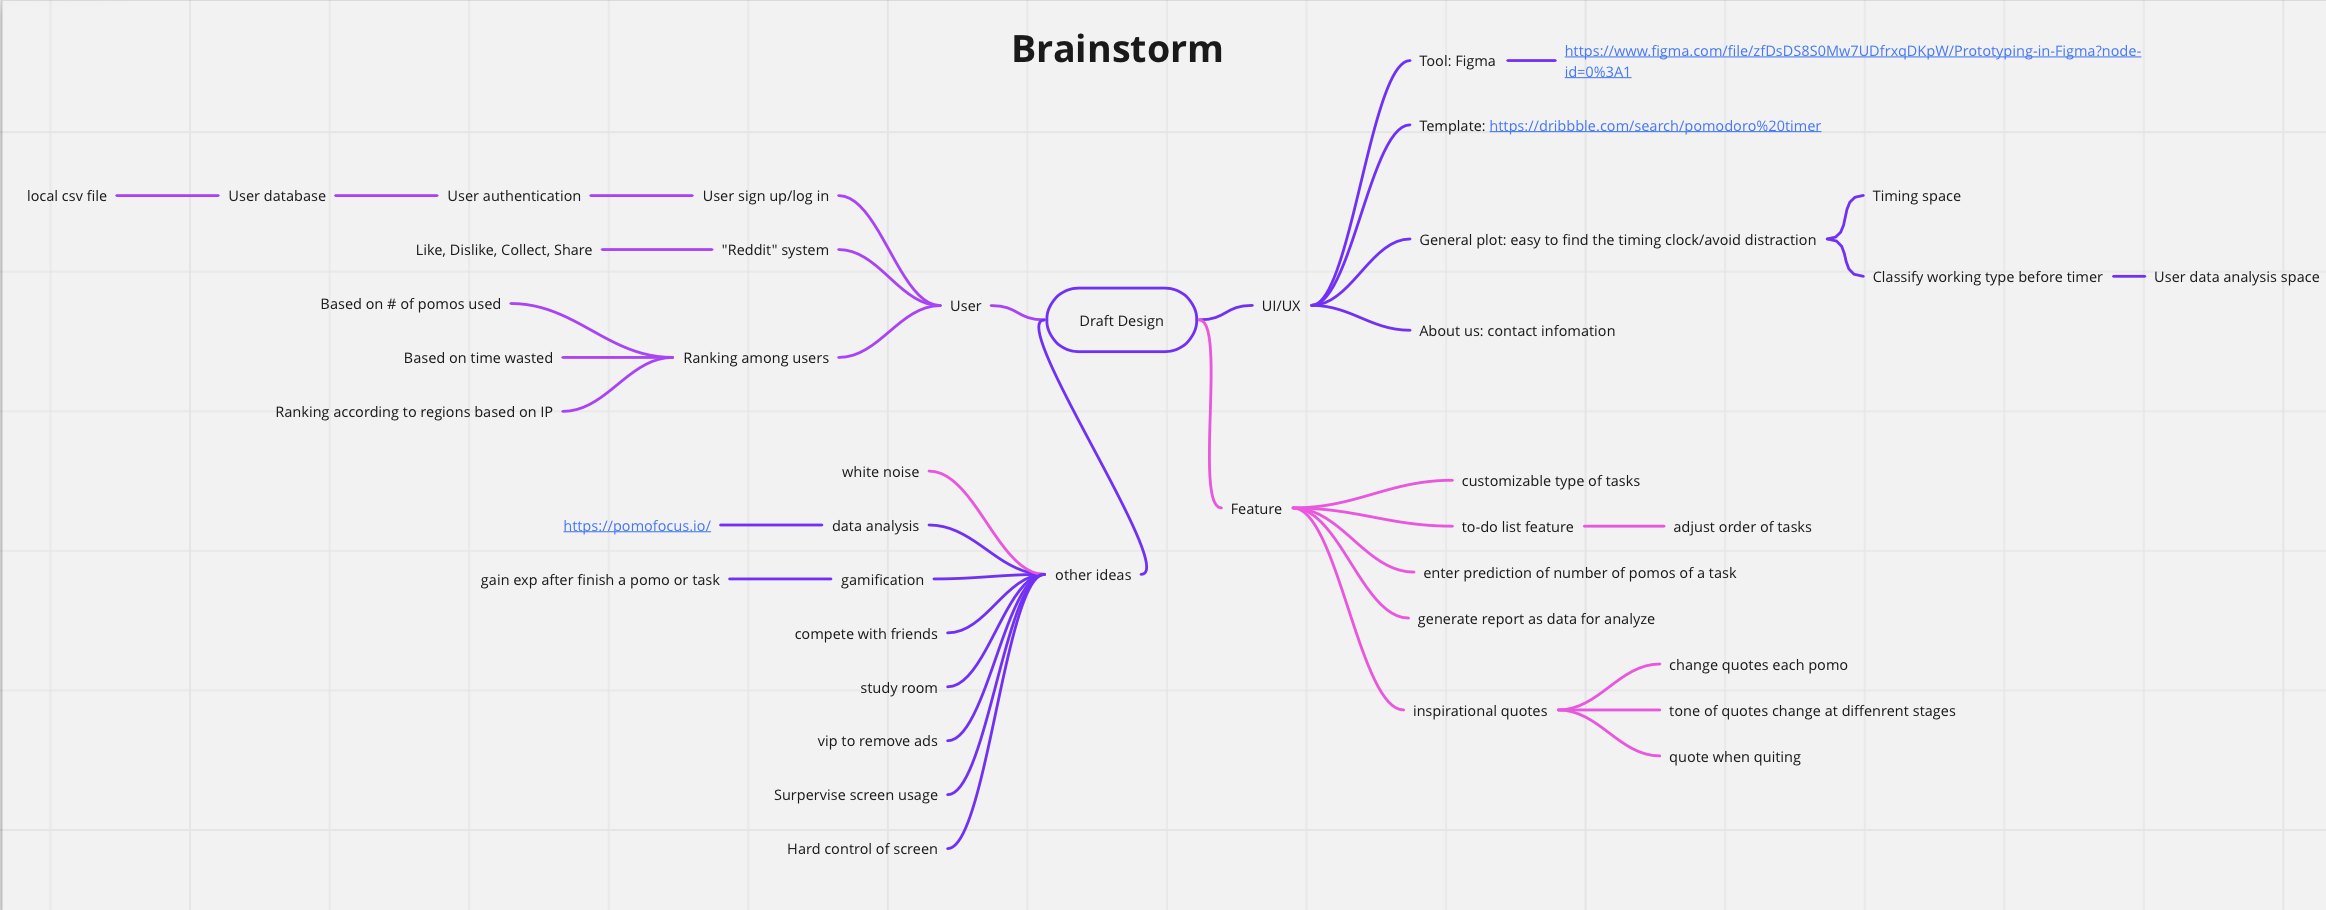 Brainstorm
Draft Design
User
User sign up/log in
User authentication
User database
local csv file
"Reddit" system
Like, Dislike, Collect, Share
Ranking among users
Based on # of pomos used
Based on time wasted
Ranking according to regions based on IP
other ideas
white noise
data analysis
https://pomofocus.io/
gamification
gain exp after finish a pomo or task
compete with friends
study room
vip to remove ads
Surpervise screen usage
Hard control of screen
UI/UX
Tool: Figma
https://www.figma.com/file/zfDsDS8S0Mw7UDfrxqDKpW/Prototyping-in-Figma?node-
id=0%3A1
Template: https://dribbble.com/search/pomodoro%20timer
General plot: easy to find the timing clock/avoid distraction
Timing space
Classify working type before timer
User data analysis space
About us: contact infomation
Feature
customizable type of tasks
to-do list feature
adjust order of tasks
enter prediction of number of pomos of a task
generate report as data for analyze
inspirational quotes
change quotes each pomo
tone of quotes change at diffenrent stages
quote when quiting